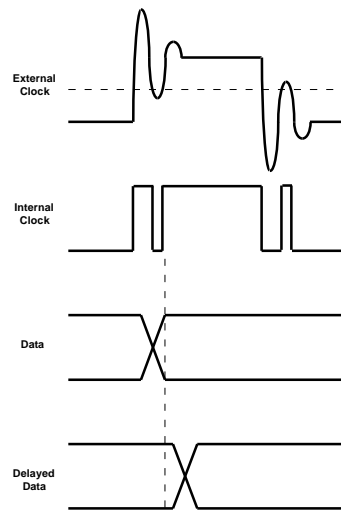 External
Clock
Internal
Clock
Data
Delayed
Data